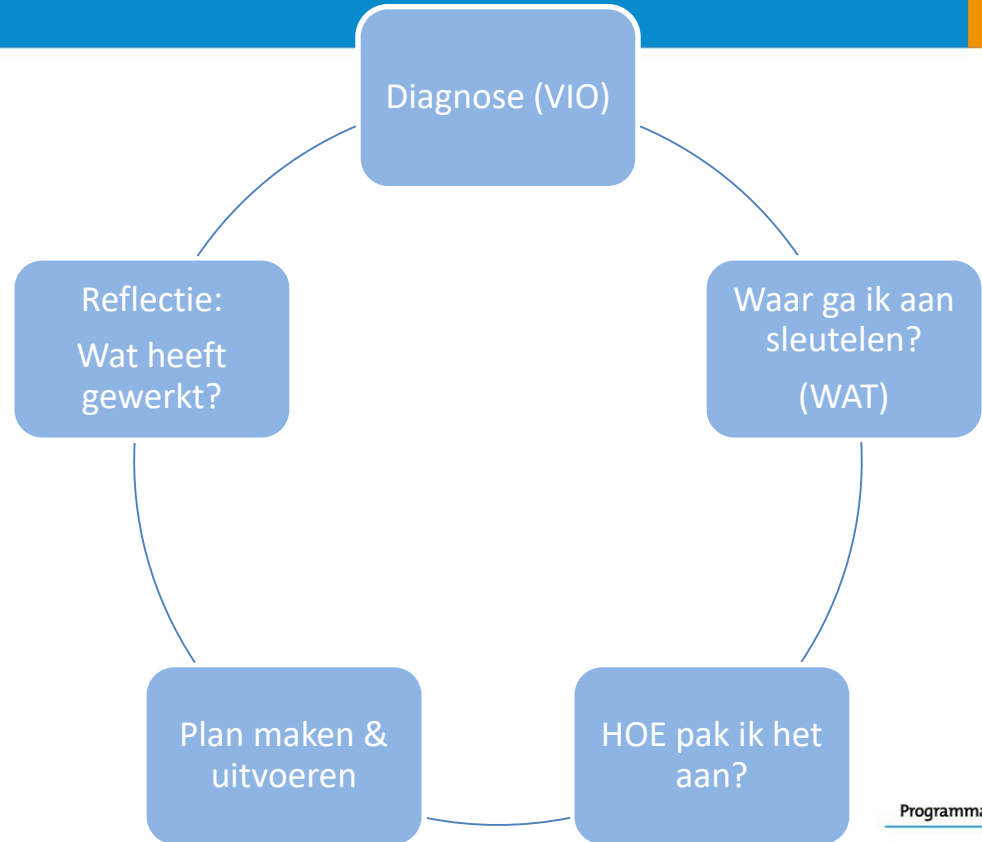 Diagnose (VIO)
Waar ga ik aan
sleutelen?
(WAT)
HOE pak ik het
aan?
Plan maken &
uitvoeren
Reflectie:
Wat heeft
gewerkt?
Programma